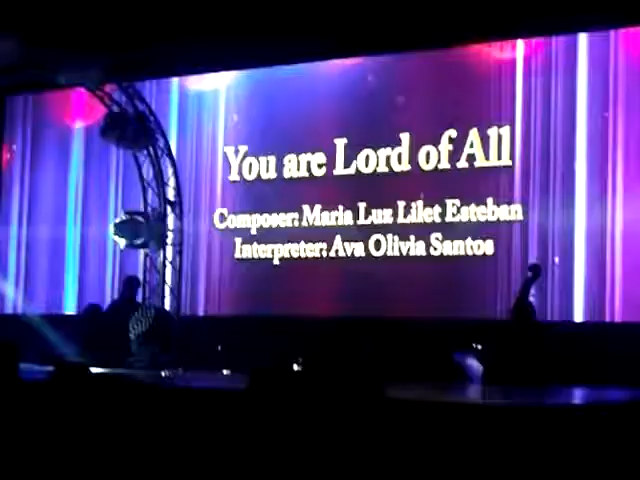 You are Lord of All
Composer: Maria Luz Lilet Esteban
Interpreter: Ava Olivia Santos